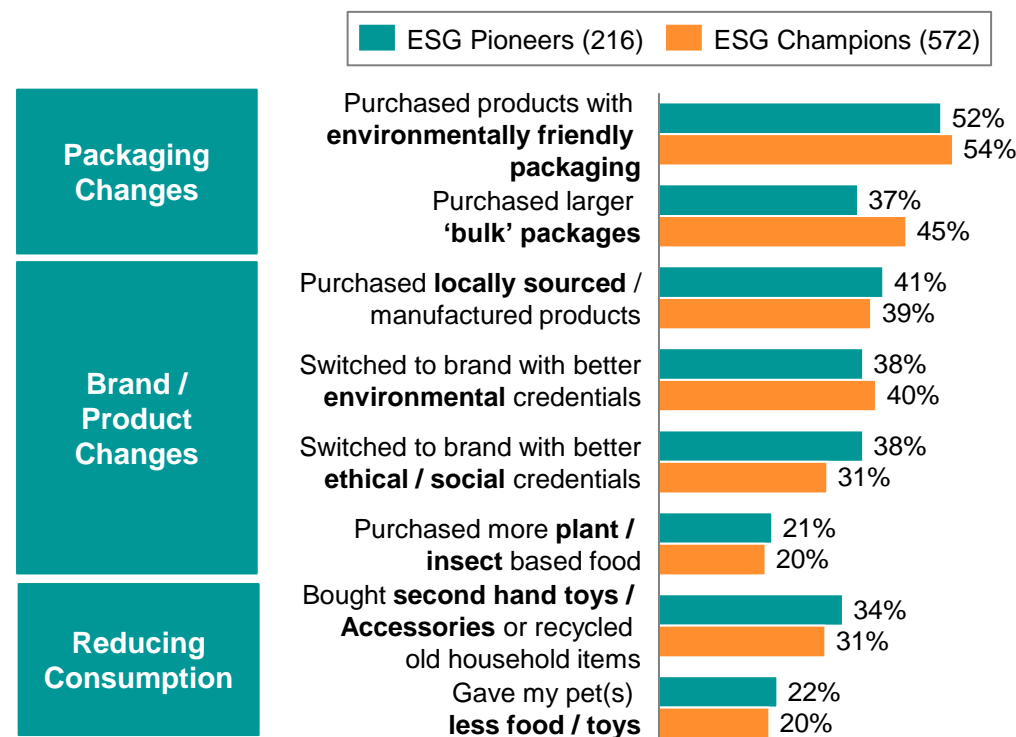 ESG Pioneers (216) ESG Champions (572)
Packaging
Changes
Purchased products with
environmentally friendly
packaging
52%
54%
Purchased larger
‘bulk’ packages
37%
45%
Brand /
Product
Changes
Purchased locally sourced /
manufactured products
41%
39%
Switched to brand with better
environmental credentials
38%
40%
Switched to brand with better
ethical / social credentials
38%
31%
Purchased more plant /
insect based food
21%
20%
Reducing
Consumption
Bought second hand toys /
Accessories or recycled
old household items
34%
31%
Gave my pet(s)
less food / toys
22%
20%